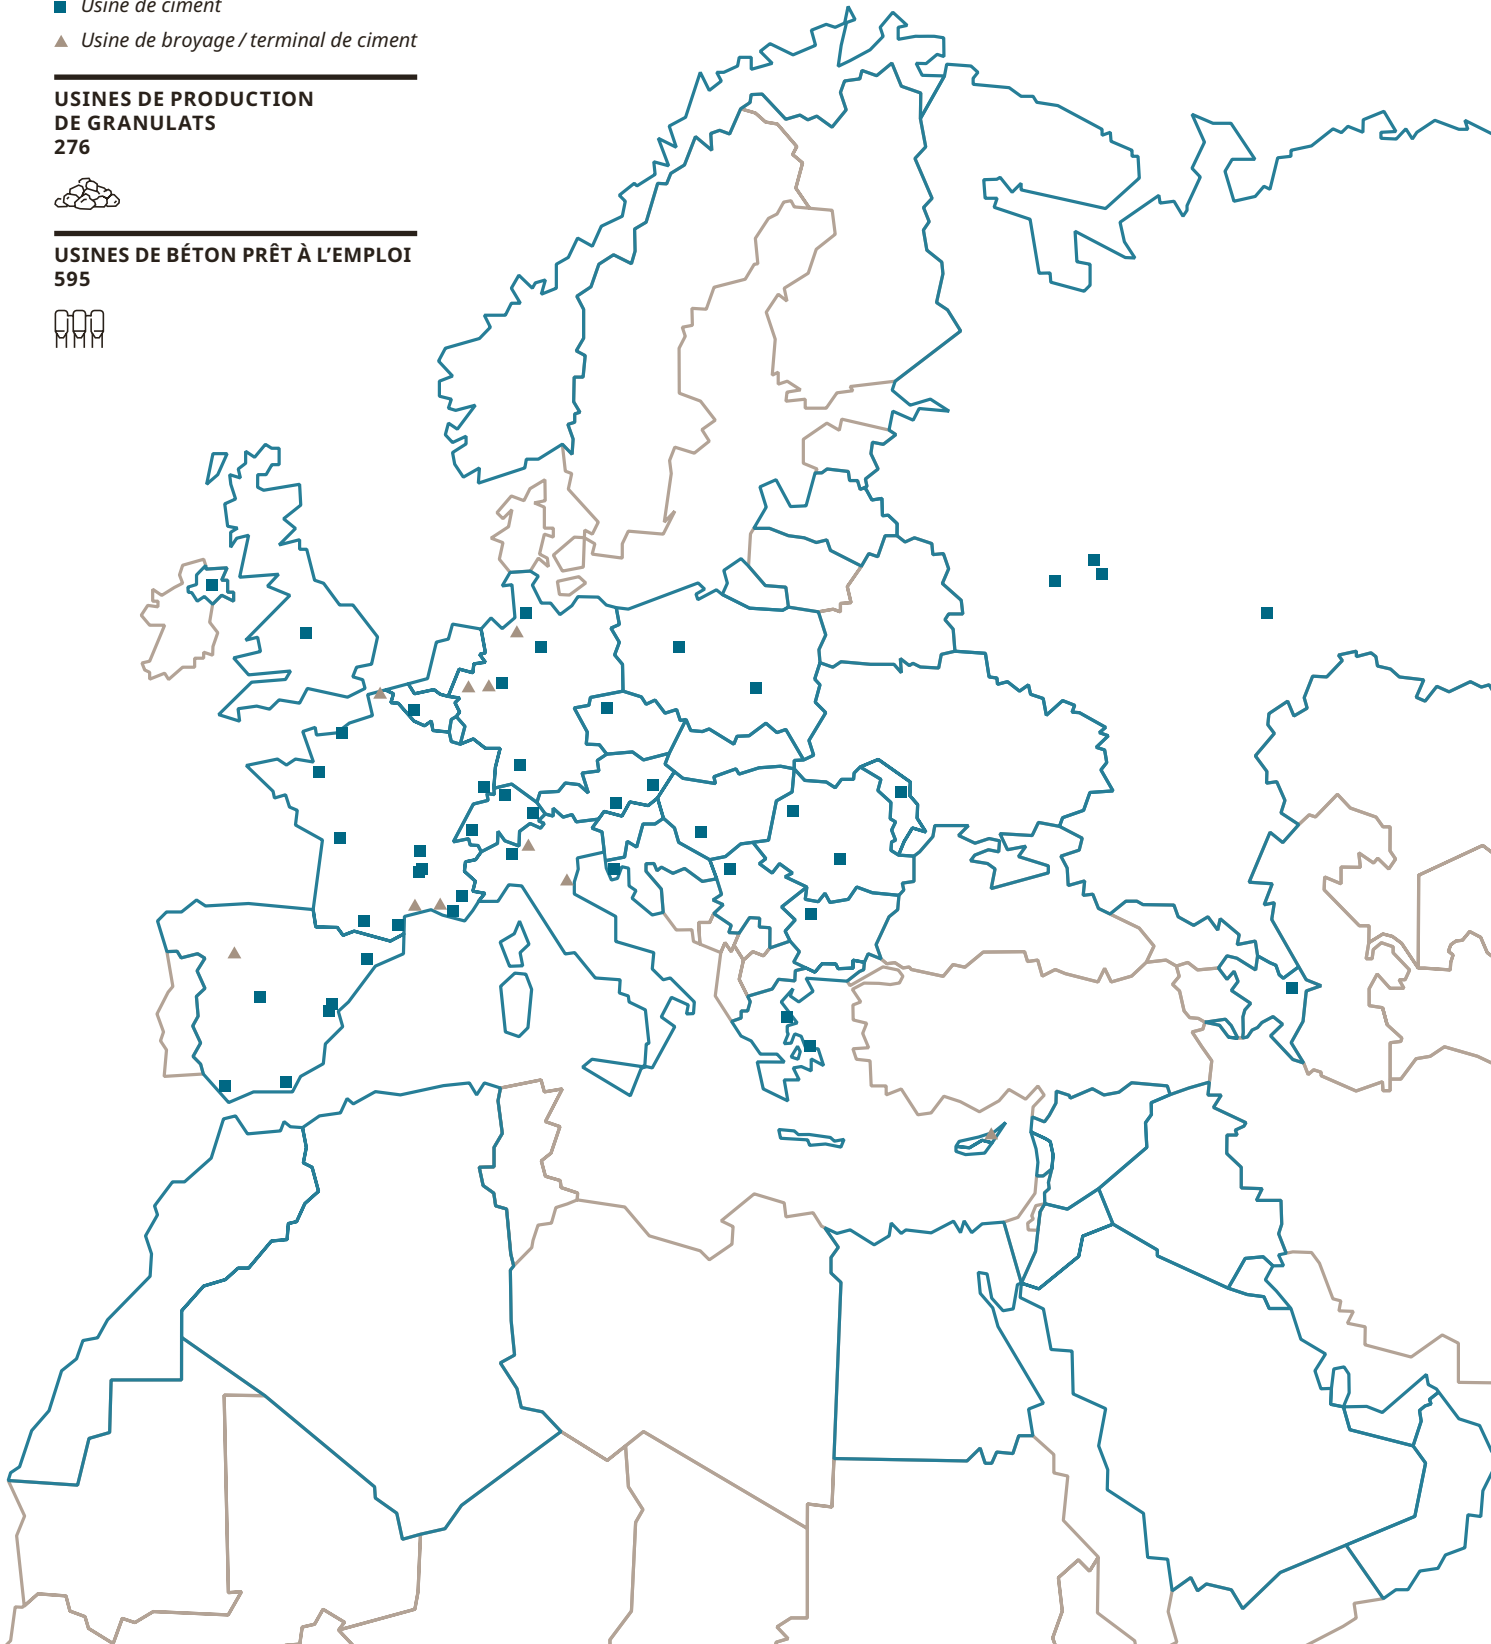 Usine de ciment
Usine de broyage / terminal de ciment
USINES DE PRODUCTION
DE GRANULATS
276
USINES DE BÉTON PRÊT À L’EMPLOI
595